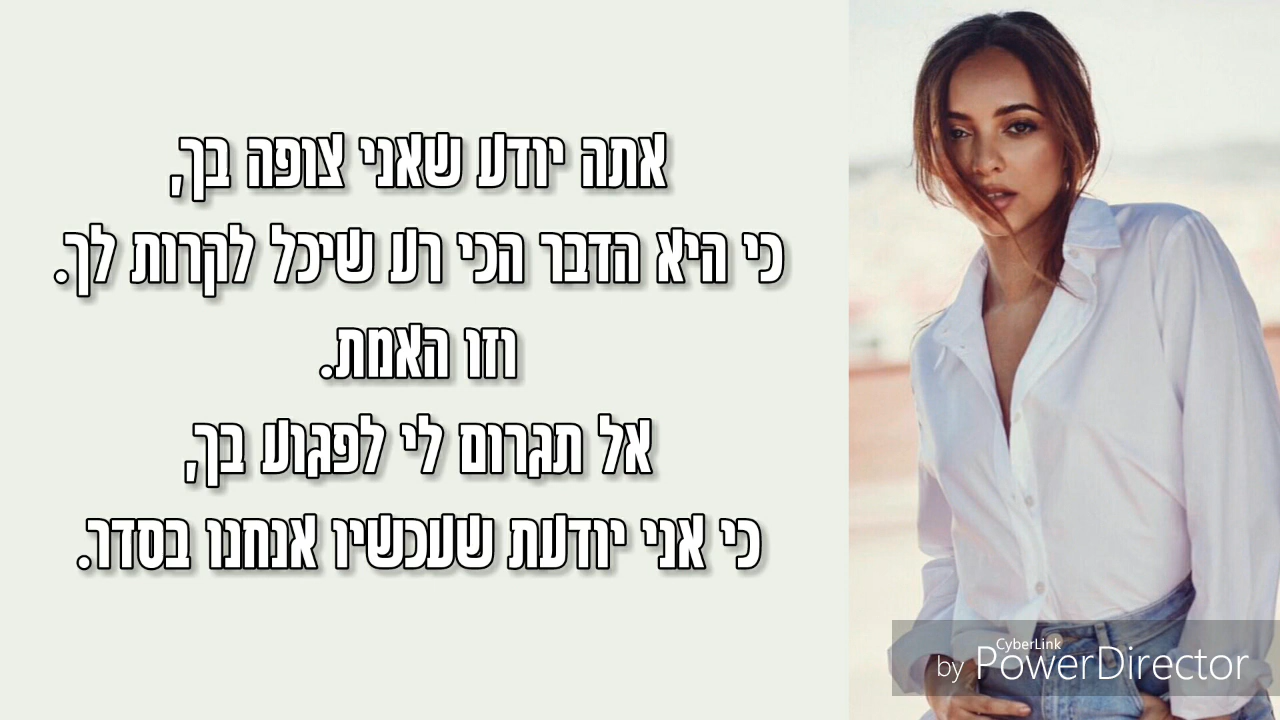 אתה יודע שאני צופה בך,
כי היא הדבר הכי רע שיכל לקרות לך.
וזו האמת.
אל תגרום לי לפגוע בך,
כי אני יודעת שעכשיו אנחנו בסדר.
CyberLink
by PowerDirector